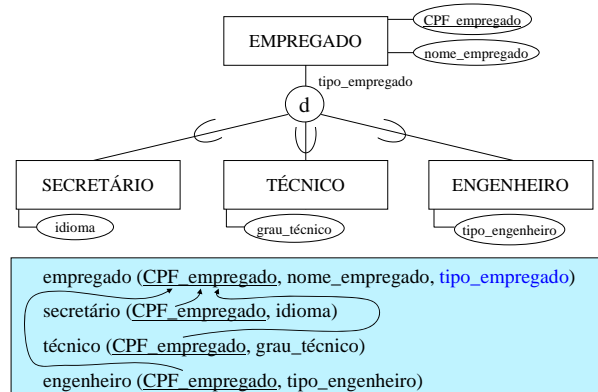 CPF_empregado
EMPREGADO
nome_empregado
tipo_empregado
d
SECRETÁRIO
TÉCNICO
ENGENHEIRO
idioma
grau_técnico
tipo_engenheiro
empregado (CPF_empregado, nome_empregado, tipo_empregado)
secretário (CPF_empregado, idioma)
técnico (CPF_empregado, grau_técnico)
engenheiro (CPF_empregado, tipo_engenheiro)